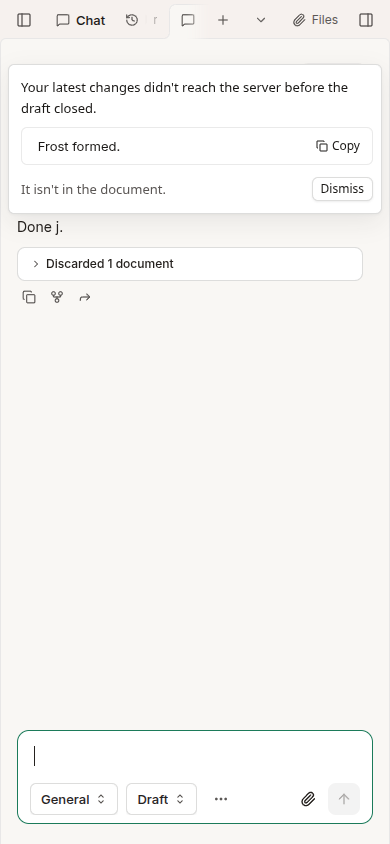 Chat
Files
Your latest changes didn't reach the server before the
draft closed.
Frost formed.
Copy
It isn't in the document.
Dismiss
Done j.
Discarded 1 document
General
Draft